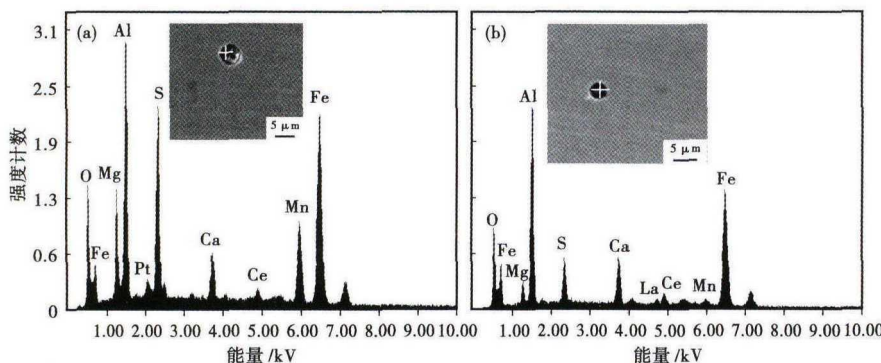 (a)
强度计数
3.1
2.5
1.9
1.3
0.6
0
O
Fe
Mg
Al
Pt
S
Ca
Ce
Mn
Fe
5 μm
1.00 2.00 3.00 4.00 5.00 6.00 7.00 8.00 9.00 10.00
能量 /kV
(b)
O
Fe
Mg
Al
S
Ca
La
Ce
Mn
Fe
5 μm
1.00 2.00 3.00 4.00 5.00 6.00 7.00 8.00 9.00 10.00
能量 /kV